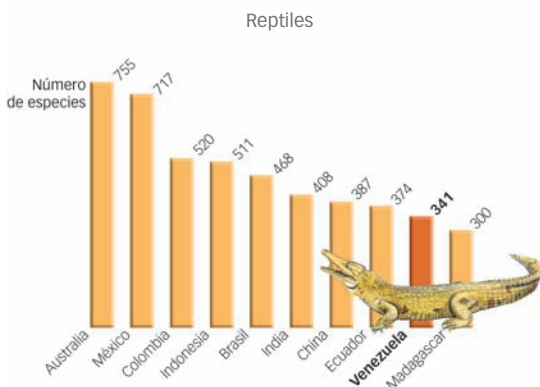 Reptiles
Número
de especies
755
717
520
511
468
408
387
374
341
300
Australia
México
Colombia
Indonesia
Brasil
India
China
Ecuador
Venezuela
Madagascar